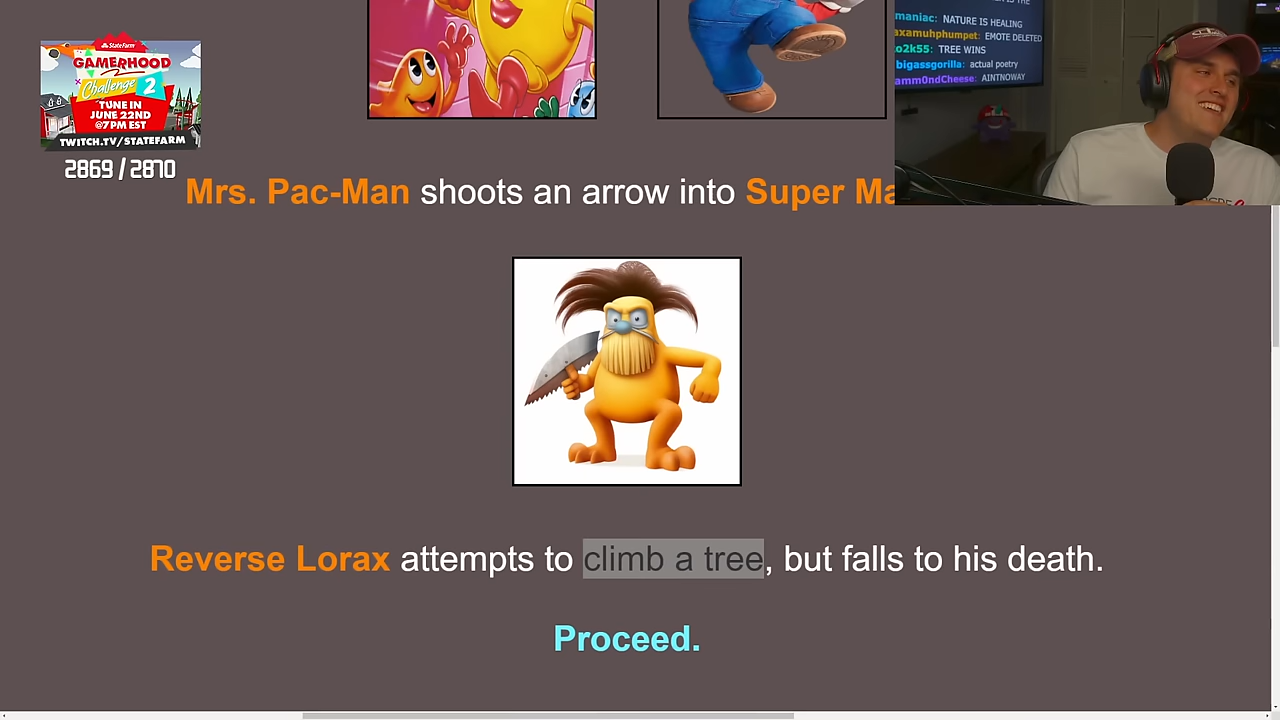 StateFarm
GAMERHOOD
Challenge 2
TUNE IN
JUNE 22ND
@7PM EST
TWITCH.TV/STATEFARM
2869 / 2870
maniac: NATURE IS HEALING
axamuhphumpet: EMOTE DELETED
o2k55: TREE WINS
bigassgorilla: actual poetry
amm0ndCheese: AINTNOWAY
Mrs. Pac-Man shoots an arrow into Super Ma
Reverse Lorax attempts to climb a tree, but falls to his death.
Proceed.